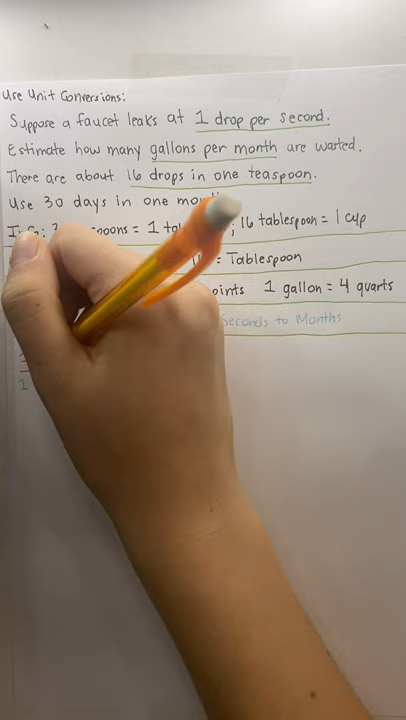 Use Unit Conversions:
Suppose a faucet leaks at 1 drop per second.
Estimate how many gallons per month are wasted.
There are about 16 drops in one teaspoon.
Use 30 days in one
= 1 ; 16 tablespoon = 1 cup
= Tablespoon
1 gallon = 4 quarts
Seconds to Months
1